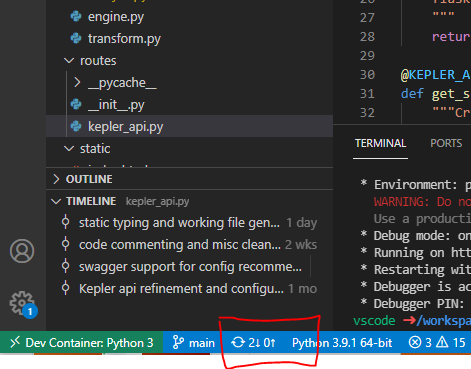 engine.py
transform.py
routes
__pycache__
__init__.py
kepler_api.py
static
OUTLINE
TIMELINE kepler_api.py
static typing and working file gen... 1 day
code commenting and misc clean... 2 wks
swagger support for config recomme...
Kepler api refinement and configu... 1 mo
"""
28 retur
30 @KEPLER_A
31 def get_s
32 """Cr
TERMINAL PORTS
* Environment: p
WARNING: Do no
Use a producti
* Debug mode: on
* Running on htt
* Restarting wit
* Debugger is ac
* Debugger PIN:
vscode ➜/workspa
1
Dev Container: Python 3 main 2↓ 0↑ Python 3.9.1 64-bit 3 15